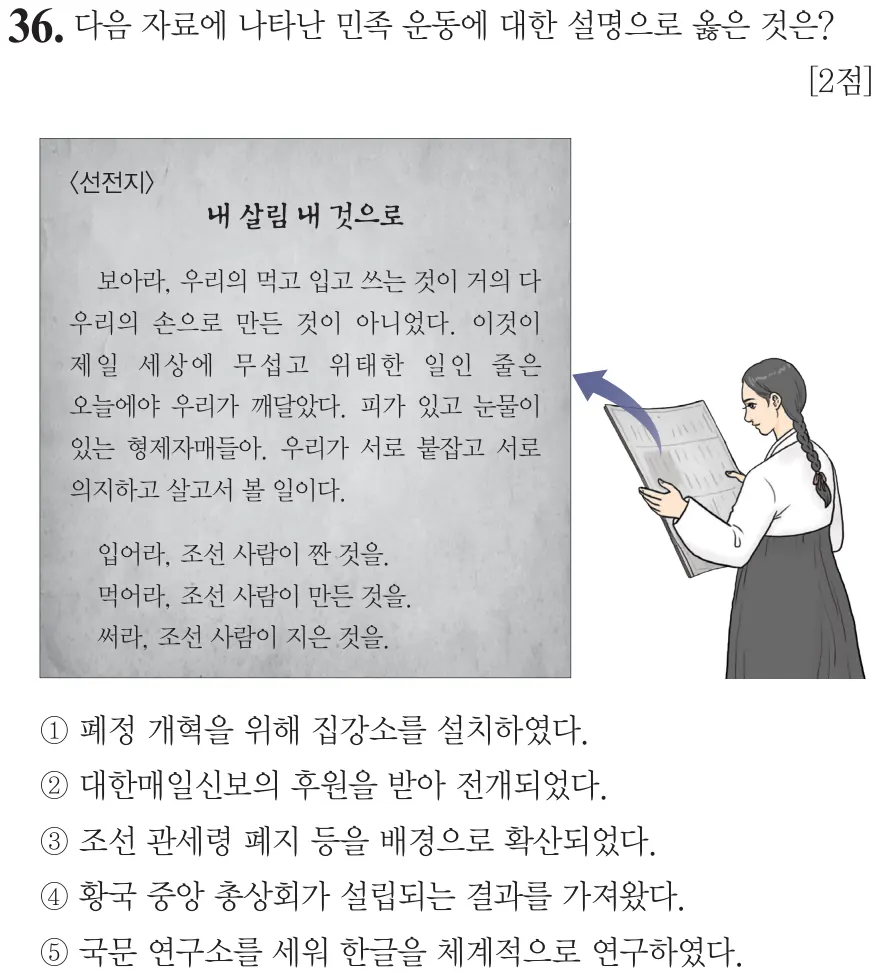 36. 다음 자료에 나타난 민족 운동에 대한 설명으로 옳은 것은?
[2점]
〈선전지〉
내 살림 내 것으로
보아라, 우리의 먹고 입고 쓰는 것이 거의 다
우리의 손으로 만든 것이 아니었다. 이것이
제일 세상에 무섭고 위태한 일인 줄은
오늘에야 우리가 깨달았다. 피가 있고 눈물이
있는 형제자매들아. 우리가 서로 붙잡고 서로
의지하고 살고서 볼 일이다.
입어라, 조선 사람이 짠 것을.
먹어라, 조선 사람이 만든 것을.
써라, 조선 사람이 지은 것을.
① 폐정 개혁을 위해 집강소를 설치하였다.
② 대한매일신보의 후원을 받아 전개되었다.
③ 조선 관세령 폐지 등을 배경으로 확산되었다.
④ 황국 중앙 총상회가 설립되는 결과를 가져왔다.
⑤ 국문 연구소를 세워 한글을 체계적으로 연구하였다.